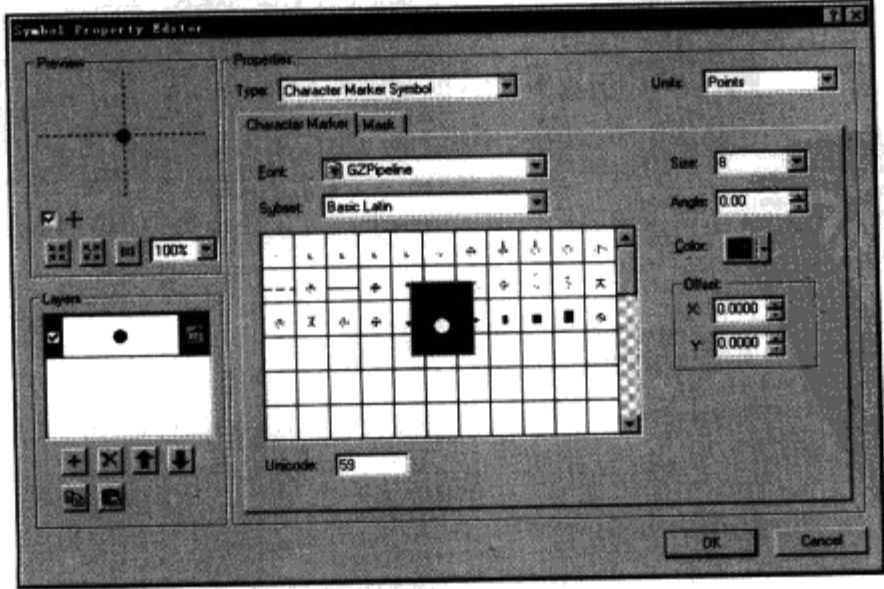 Symbol Property Editor
Preview
100%
Layers
Properties:
Type: Character Marker Symbol
Units: Points
Character Marker
Mask
Font: GZPipeline
Subset: Basic Latin
Size: 8
Angle: 0.00
Color:
Offset:
X: 0.0000
Y: 0.0000
Unicode: 59
OK
Cancel